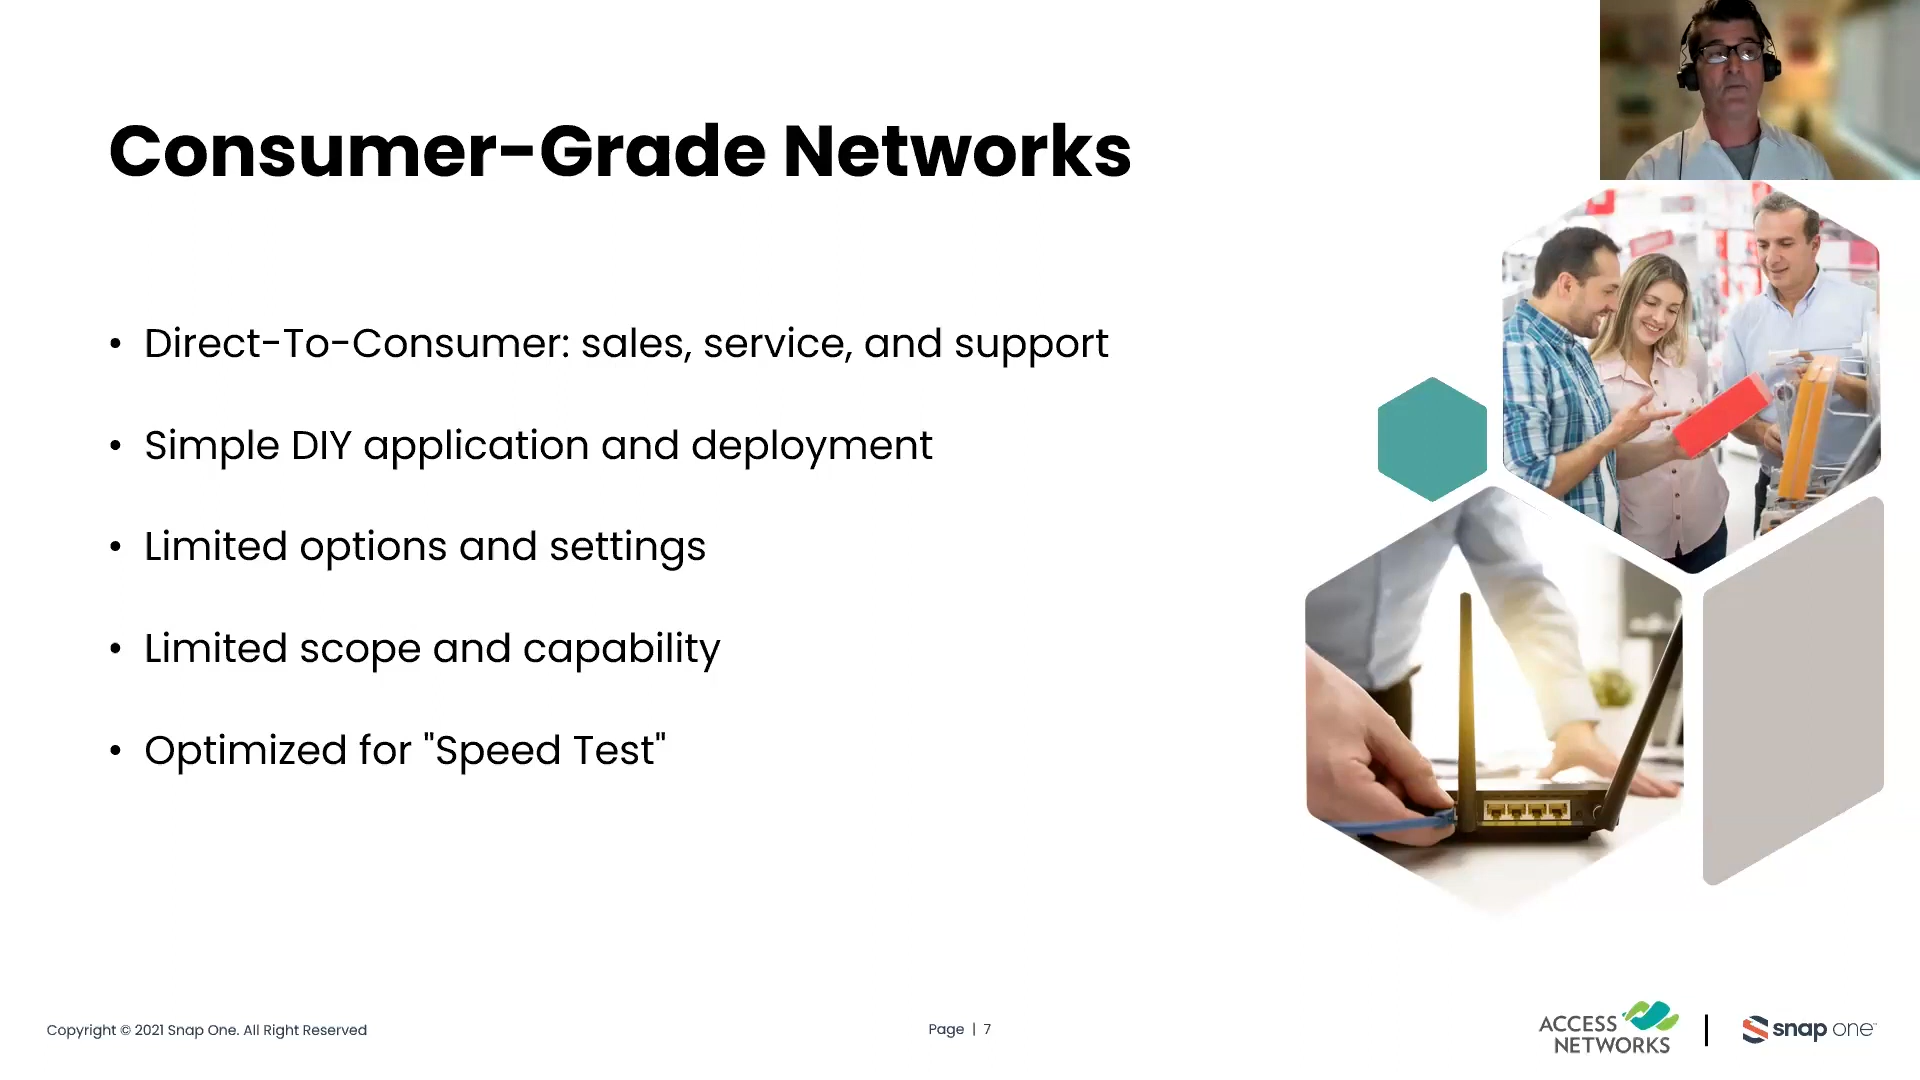 Consumer-Grade Networks
• Direct-To-Consumer: sales, service, and support
• Simple DIY application and deployment
• Limited options and settings
• Limited scope and capability
• Optimized for "Speed Test"
Copyright © 2021 Snap One. All Right Reserved
Page | 7
ACCESS
NETWORKS
snap one™